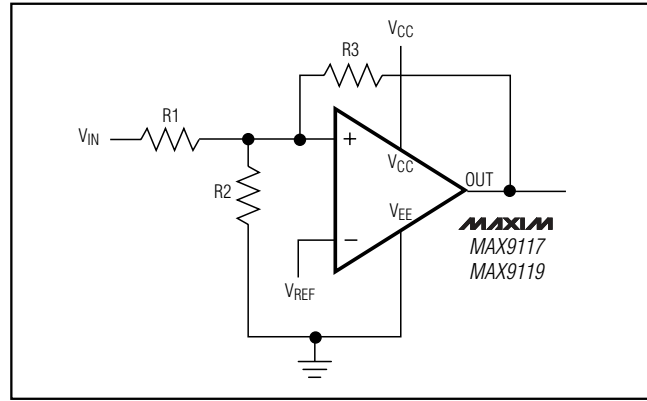 VCC
R3
R1
VIN
+
VCC
R2
OUT
VEE
MAXIM
−
MAX9117
MAX9119
VREF